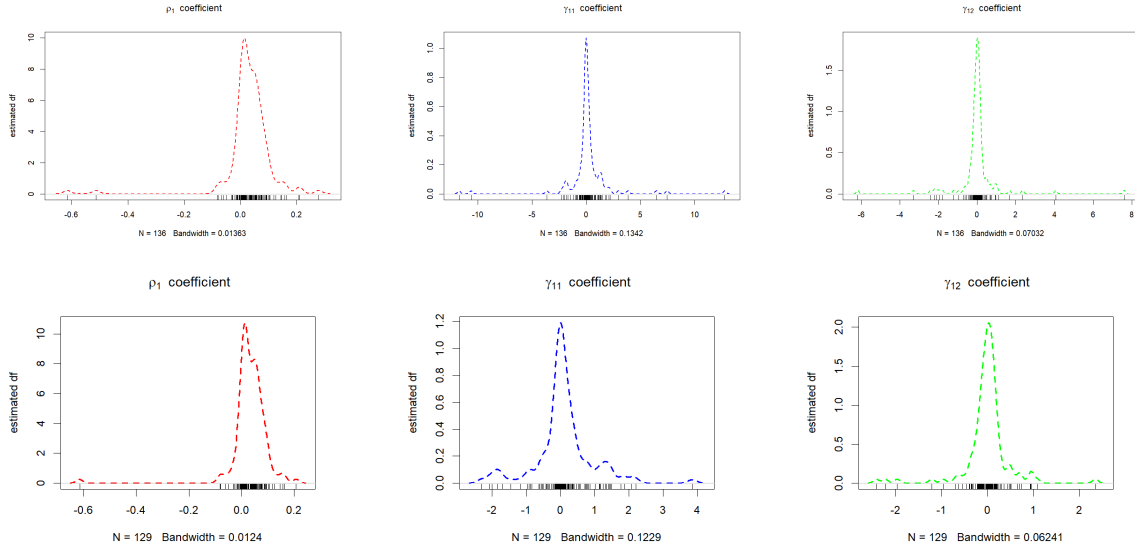 ρ1 coefficient
estimated df
0 2 4 6 8 10
-0.6 -0.4 -0.2 0.0 0.2
N = 136 Bandwidth = 0.01363
γ11 coefficient
estimated df
0.0 0.2 0.4 0.6 0.8 1.0
-10 -5 0 5 10
N = 136 Bandwidth = 0.1342
γ12 coefficient
estimated df
0.0 0.5 1.0 1.5
-6 -4 -2 0 2 4 6 8
N = 136 Bandwidth = 0.07032
ρ1 coefficient
estimated df
0 2 4 6 8 10
-0.6 -0.4 -0.2 0.0 0.2
N = 129 Bandwidth = 0.0124
γ11 coefficient
estimated df
0.0 0.2 0.4 0.6 0.8 1.0 1.2
-2 -1 0 1 2 3 4
N = 129 Bandwidth = 0.1229
γ12 coefficient
estimated df
0.0 0.5 1.0 1.5 2.0
-2 -1 0 1 2
N = 129 Bandwidth = 0.06241